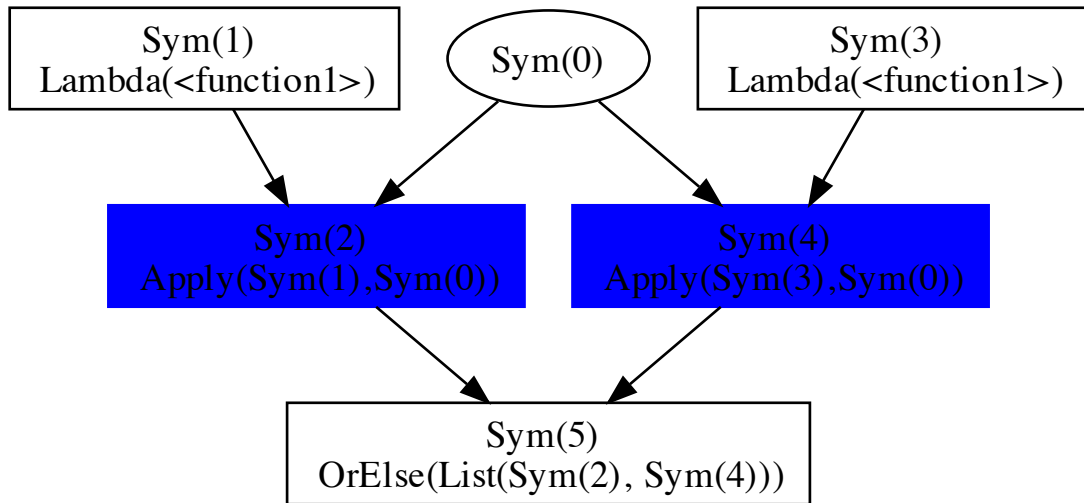 Sym(1)
Lambda(<function1>)
Sym(0)
Sym(3)
Lambda(<function1>)
Sym(2)
Apply(Sym(1),Sym(0))
Sym(4)
Apply(Sym(3),Sym(0))
Sym(5)
OrElse(List(Sym(2), Sym(4)))